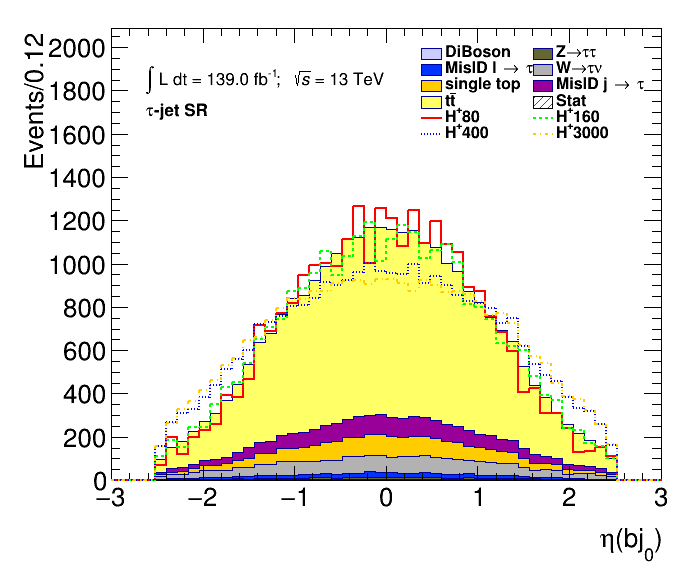 Events/0.12
2000
1800
1600
1400
1200
1000
800
600
400
200
0
∫ L dt = 139.0 fb⁻¹; √s = 13 TeV
τ-jet SR
DiBoson Z→ττ
MisID l → τ W→τν
single top MisID j → τ
tt̄ Stat
H⁺80 H⁺160
H⁺400 H⁺3000
−3 −2 −1 0 1 2 3
η(bj₀)